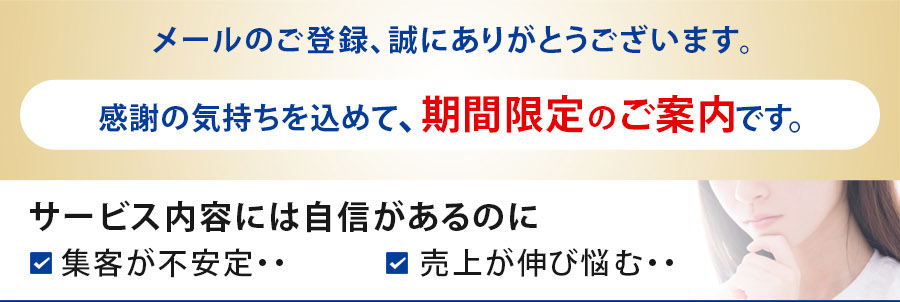 メールのご登録、誠にありがとうございます。
感謝の気持ちを込めて、期間限定のご案内です。
サービス内容には自信があるのに
集客が不安定・・ 売上が伸び悩む・・